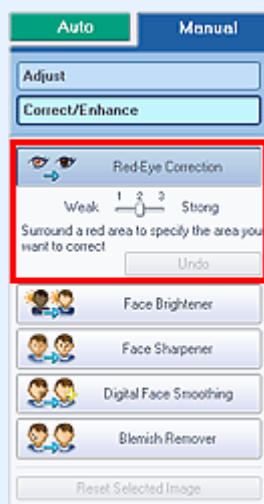 Auto Manual
Adjust
Correct/Enhance
Red-Eye Correction
1 2 3
Weak Strong
Surround a red area to specify the area you
want to correct
Undo
Face Brightener
Face Sharpener
Digital Face Smoothing
Blemish Remover
Reset Selected Image